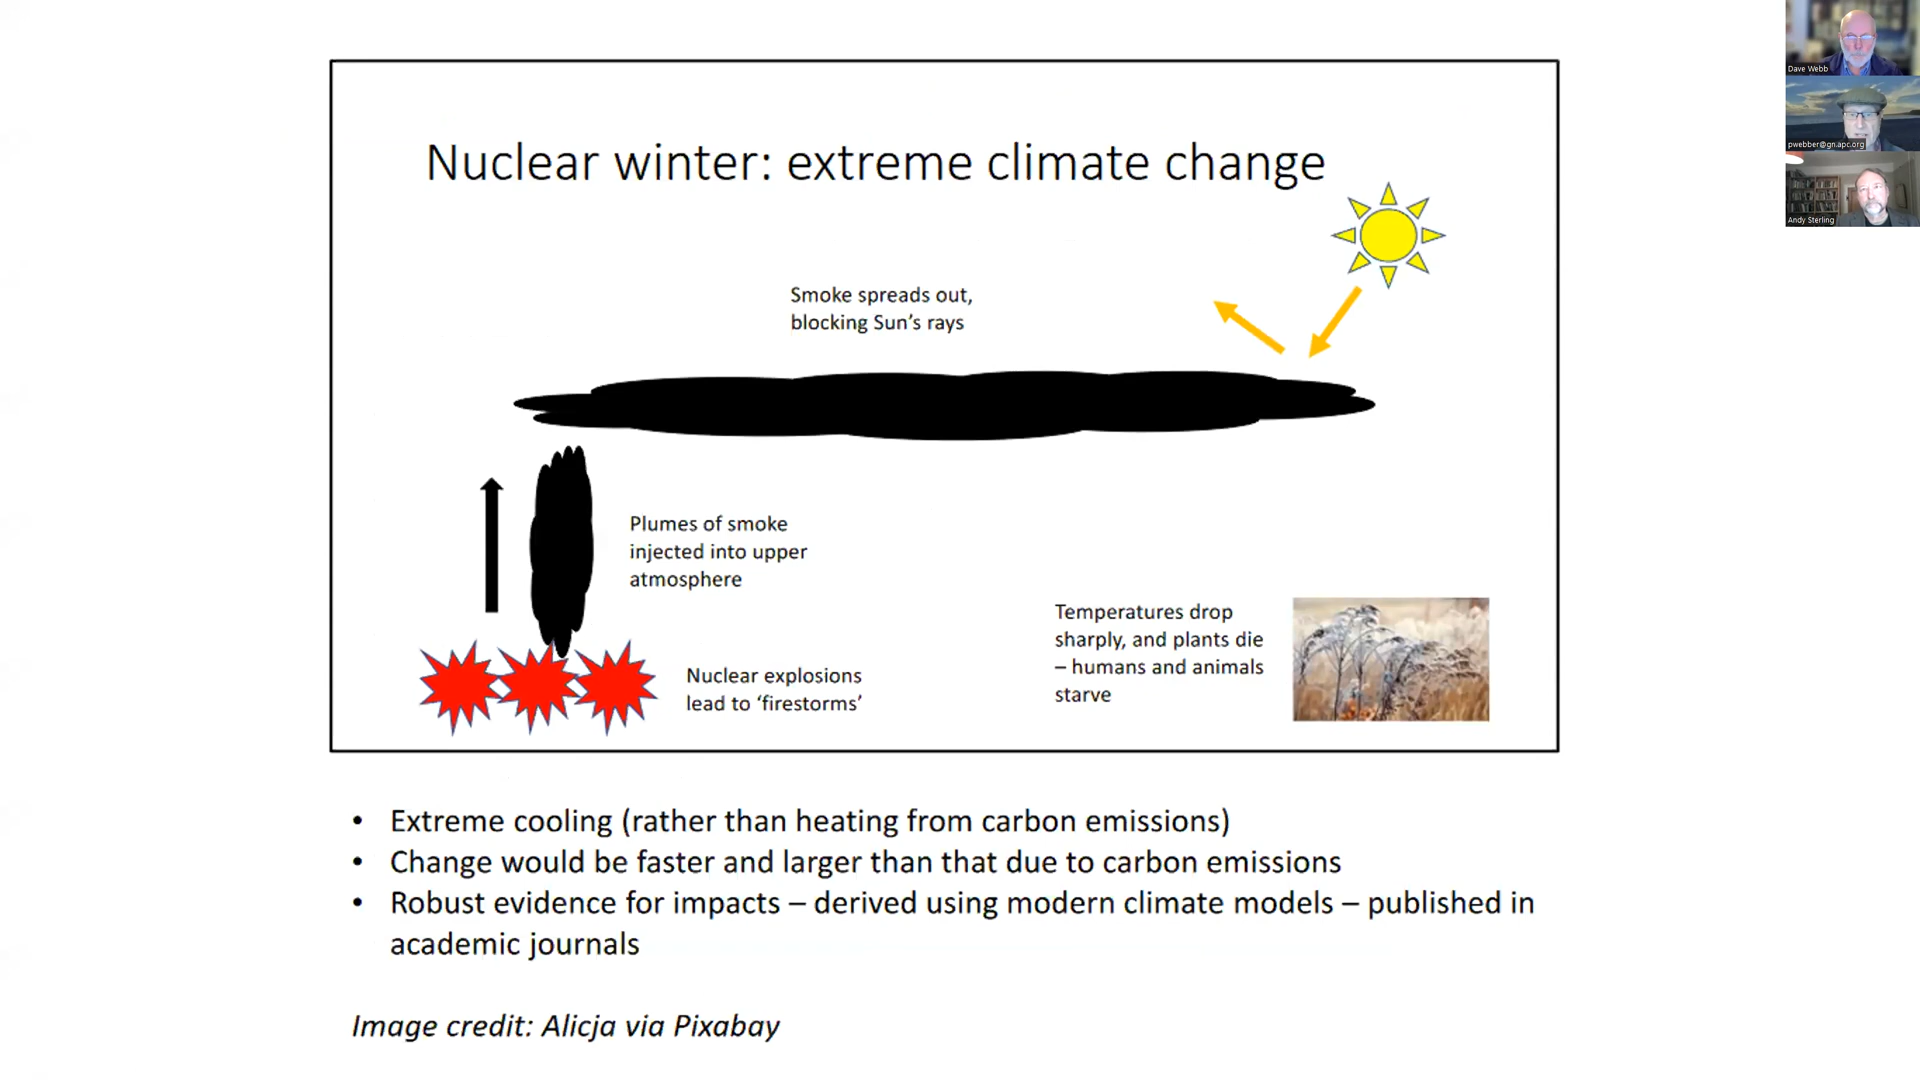 Nuclear winter: extreme climate change
Smoke spreads out,
blocking Sun's rays
Plumes of smoke
injected into upper
atmosphere
Nuclear explosions
lead to ‘firestorms’
Temperatures drop
sharply, and plants die
– humans and animals
starve
• Extreme cooling (rather than heating from carbon emissions)
• Change would be faster and larger than that due to carbon emissions
• Robust evidence for impacts – derived using modern climate models – published in
academic journals
Image credit: Alicja via Pixabay
Dave Webb
pwebber@gn.apc.org
Andy Sterling